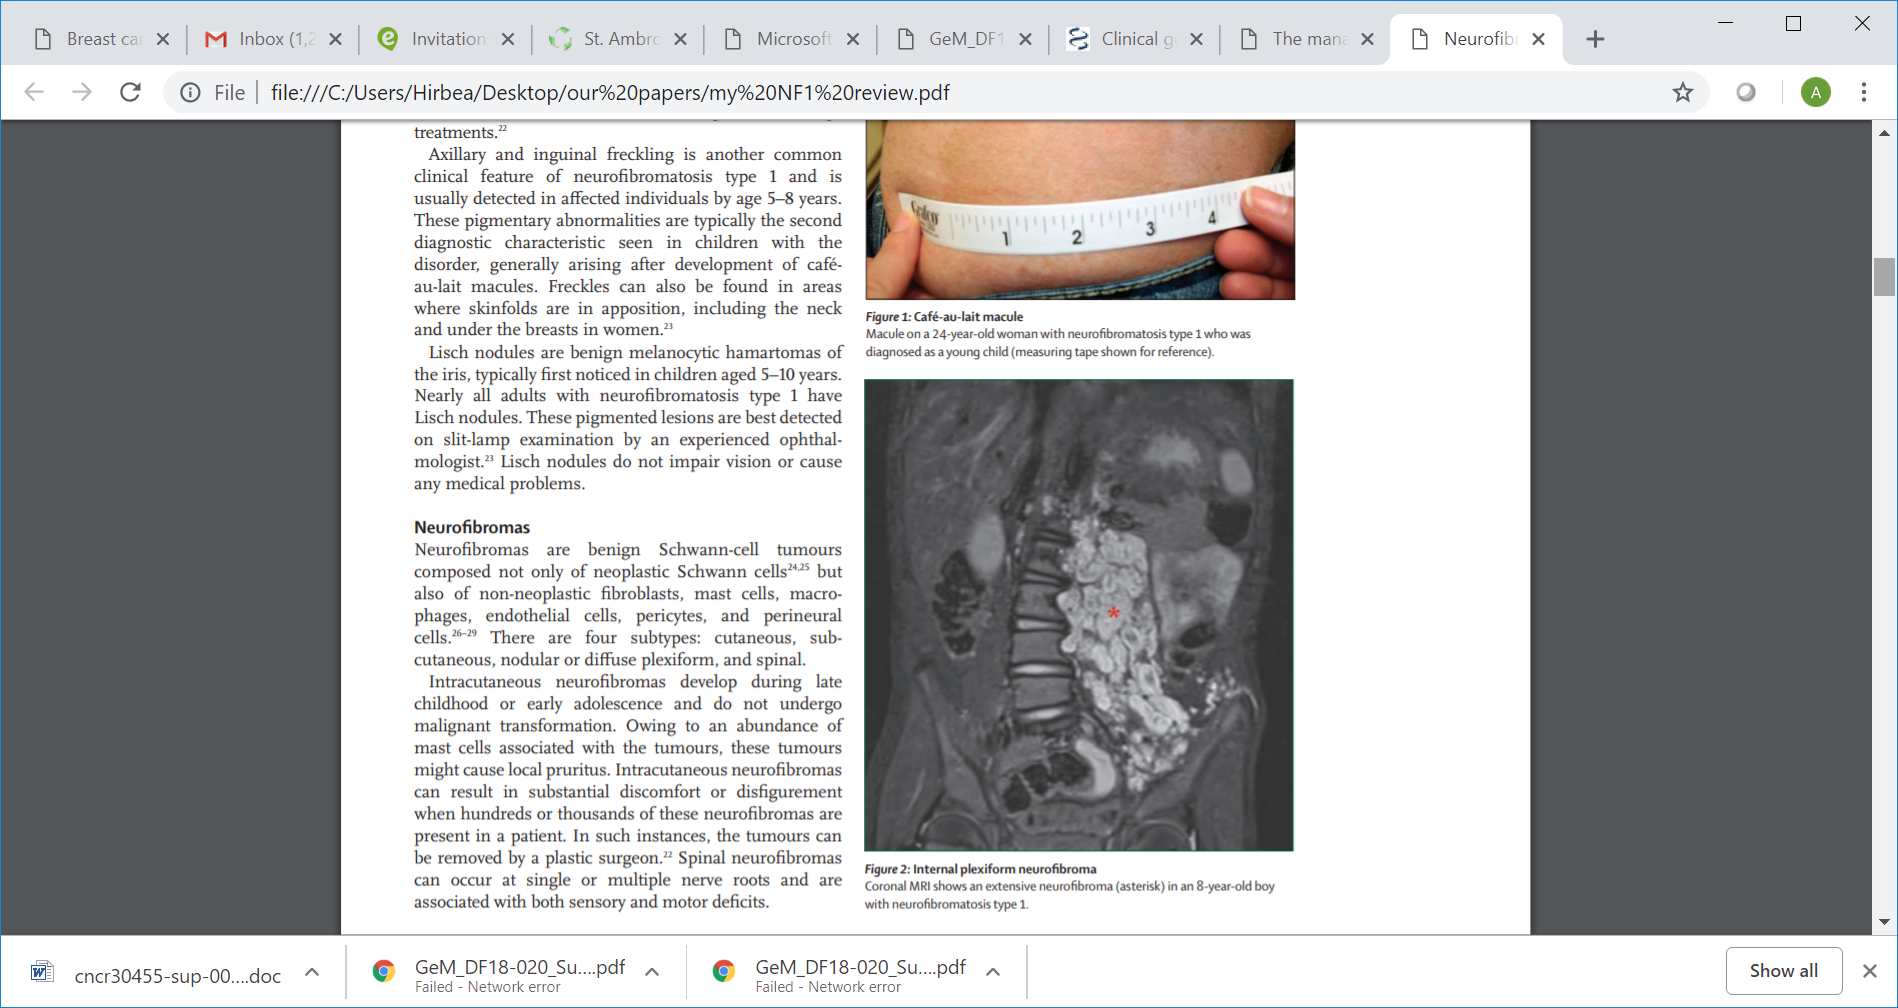 Breast ca
Inbox (1,2
Invitation
St. Ambro
Microsoft
GeM_DF1
Clinical g
The mana
Neurofib
File
file:///C:/Users/Hirbea/Desktop/our%20papers/my%20NF1%20review.pdf
A
treatments.22
Axillary and inguinal freckling is another common
clinical feature of neurofibromatosis type 1 and is
usually detected in affected individuals by age 5–8 years.
These pigmentary abnormalities are typically the second
diagnostic characteristic seen in children with the
disorder, generally arising after development of café-
au-lait macules. Freckles can also be found in areas
where skinfolds are in apposition, including the neck
and under the breasts in women.23
Lisch nodules are benign melanocytic hamartomas of
the iris, typically first noticed in children aged 5–10 years.
Nearly all adults with neurofibromatosis type 1 have
Lisch nodules. These pigmented lesions are best detected
on slit-lamp examination by an experienced ophthal-
mologist.23 Lisch nodules do not impair vision or cause
any medical problems.
Neurofibromas
Neurofibromas are benign Schwann-cell tumours
composed not only of neoplastic Schwann cells24,25 but
also of non-neoplastic fibroblasts, mast cells, macro-
phages, endothelial cells, pericytes, and perineural
cells.26–29 There are four subtypes: cutaneous, sub-
cutaneous, nodular or diffuse plexiform, and spinal.
Intracutaneous neurofibromas develop during late
childhood or early adolescence and do not undergo
malignant transformation. Owing to an abundance of
mast cells associated with the tumours, these tumours
might cause local pruritus. Intracutaneous neurofibromas
can result in substantial discomfort or disfigurement
when hundreds or thousands of these neurofibromas are
present in a patient. In such instances, the tumours can
be removed by a plastic surgeon.22 Spinal neurofibromas
can occur at single or multiple nerve roots and are
associated with both sensory and motor deficits.
1 2 3 4
Figure 1: Café-au-lait macule
Macule on a 24-year-old woman with neurofibromatosis type 1 who was
diagnosed as a young child (measuring tape shown for reference).
*
Figure 2: Internal plexiform neurofibroma
Coronal MRI shows an extensive neurofibroma (asterisk) in an 8-year-old boy
with neurofibromatosis type 1.
cncr30455-sup-00....doc
GeM_DF18-020_Su....pdf
Failed - Network error
GeM_DF18-020_Su....pdf
Failed - Network error
Show all